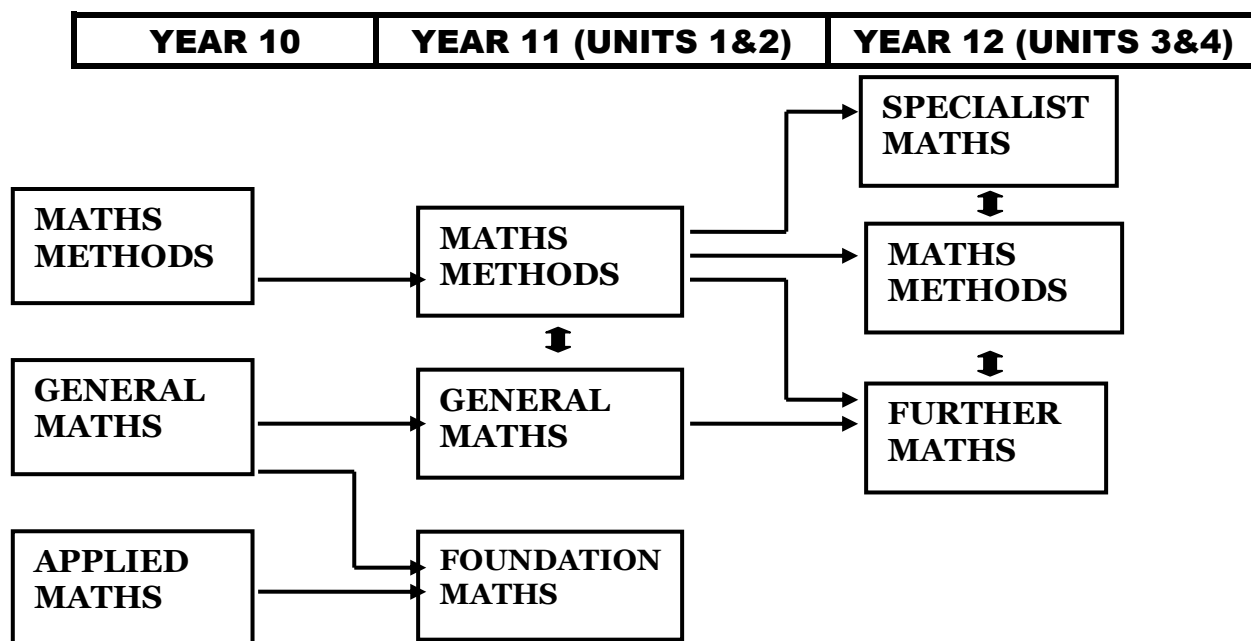 YEAR 10
YEAR 11 (UNITS 1&2)
YEAR 12 (UNITS 3&4)
SPECIALIST
MATHS
MATHS
METHODS
MATHS
METHODS
MATHS
METHODS
GENERAL
MATHS
GENERAL
MATHS
FURTHER
MATHS
APPLIED
MATHS
FOUNDATION
MATHS